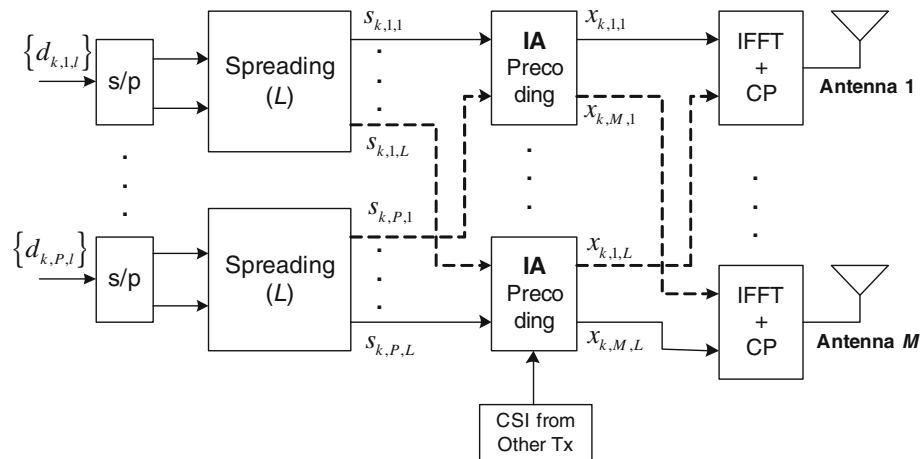 {d_{k,1,l}}
s/p
Spreading
(L)
s_{k,1,1}
s_{k,1,L}
IA
Preco
ding
x_{k,1,1}
x_{k,M,1}
IFFT
+
CP
Antenna 1
{d_{k,P,l}}
s/p
Spreading
(L)
s_{k,P,1}
s_{k,P,L}
IA
Preco
ding
x_{k,1,L}
x_{k,M,L}
IFFT
+
CP
Antenna M
CSI from
Other Tx